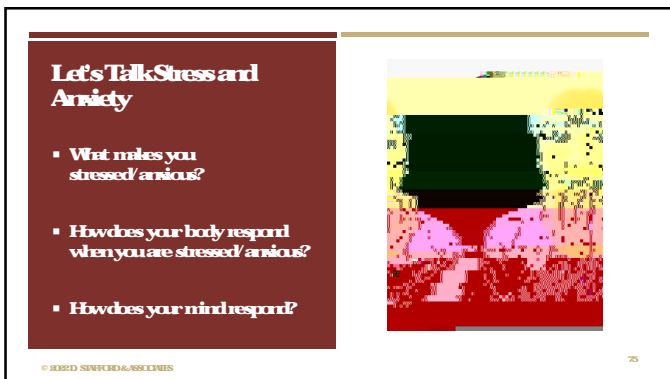 Let's Talk Stress and
Anxiety
▪ What makes you
stressed/anxious?
▪ How does your body respond
when you are stressed/anxious?
▪ How does your mind respond?
© 2022 D. STAFFORD & ASSOCIATES
75